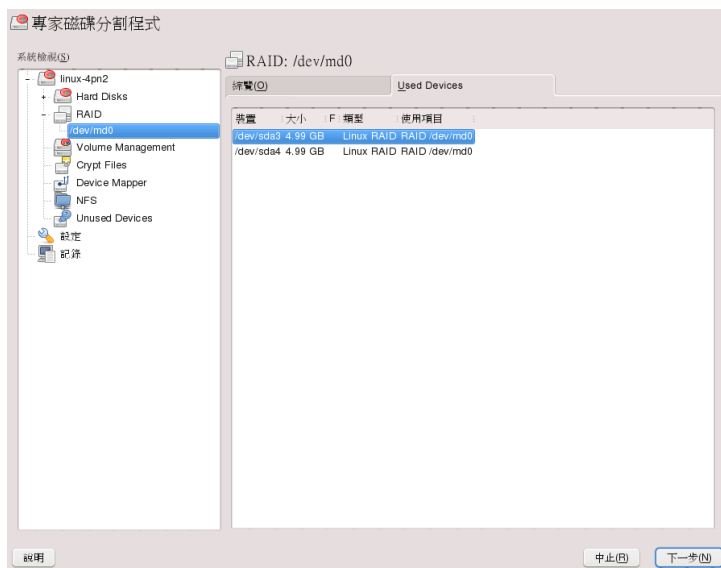 專家磁碟分割程式
系統檢視(S)
linux-4pn2
Hard Disks
RAID
/dev/md0
Volume Management
Crypt Files
Device Mapper
NFS
Unused Devices
設定
記錄
RAID: /dev/md0
綜覽(O) Used Devices
裝置 大小 F 類型 使用項目
/dev/sda3 4.99 GB Linux RAID RAID /dev/md0
/dev/sda4 4.99 GB Linux RAID RAID /dev/md0
說明 中止(R) 下一步(N)